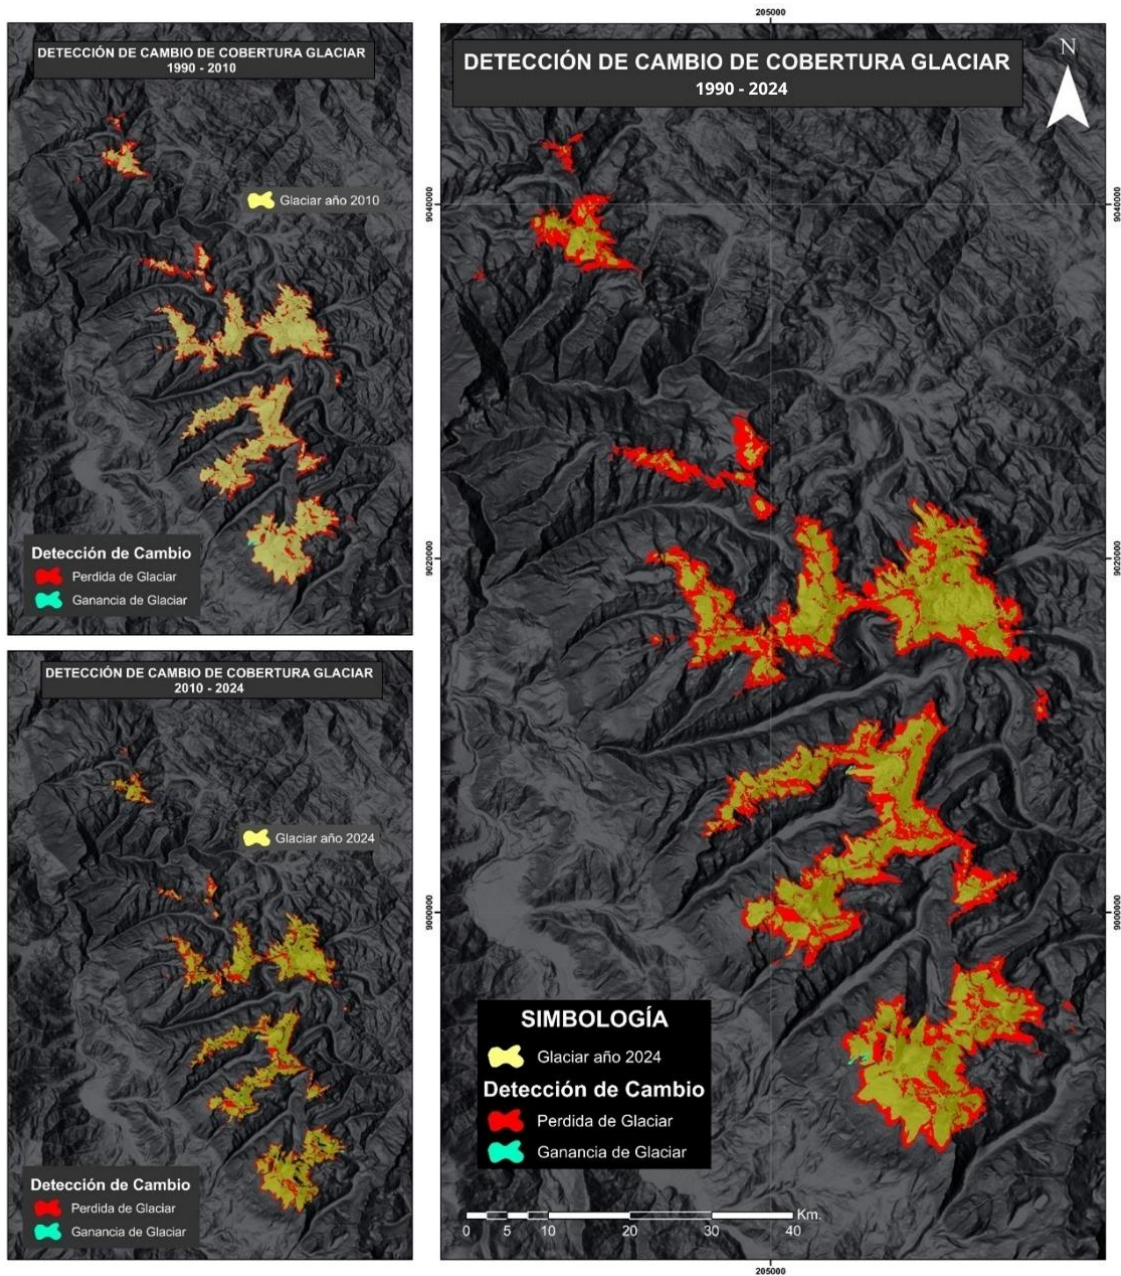 DETECCIÓN DE CAMBIO DE COBERTURA GLACIAR
1990 - 2010
Glaciar año 2010
Detección de Cambio
Perdida de Glaciar
Ganancia de Glaciar
DETECCIÓN DE CAMBIO DE COBERTURA GLACIAR
2010 - 2024
Glaciar año 2024
Detección de Cambio
Perdida de Glaciar
Ganancia de Glaciar
205000
DETECCIÓN DE CAMBIO DE COBERTURA GLACIAR
1990 - 2024
N
9040000
9040000
9020000
9020000
9000000
9000000
SIMBOLOGÍA
Glaciar año 2024
Detección de Cambio
Perdida de Glaciar
Ganancia de Glaciar
Km.
0 5 10 20 30 40
205000